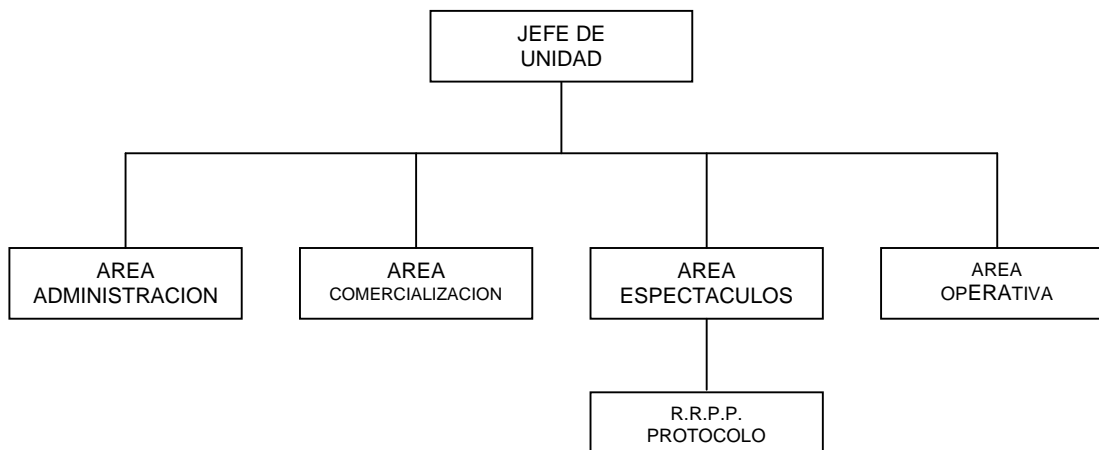 JEFE DE
UNIDAD
AREA
ADMINISTRACION
AREA
COMERCIALIZACION
AREA
ESPECTACULOS
AREA
OPERATIVA
R.R.P.P.
PROTOCOLO